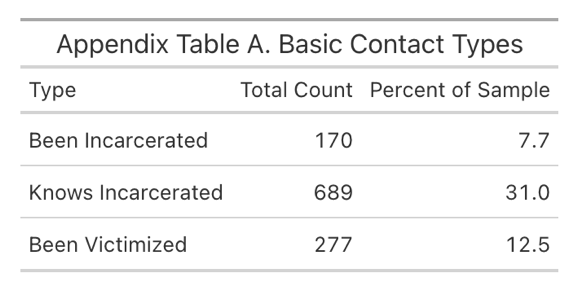 Appendix Table A. Basic Contact Types
Type Total Count Percent of Sample
Been Incarcerated 170 7.7
Knows Incarcerated 689 31.0
Been Victimized 277 12.5